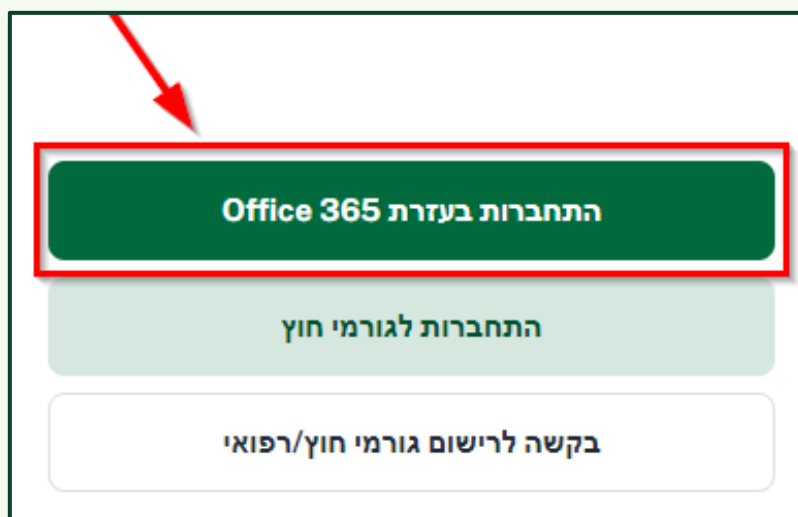 התחברות בעזרת Office 365
התחברות לגורמי חוץ
בקשה לרישום גורמי חוץ/רפואי